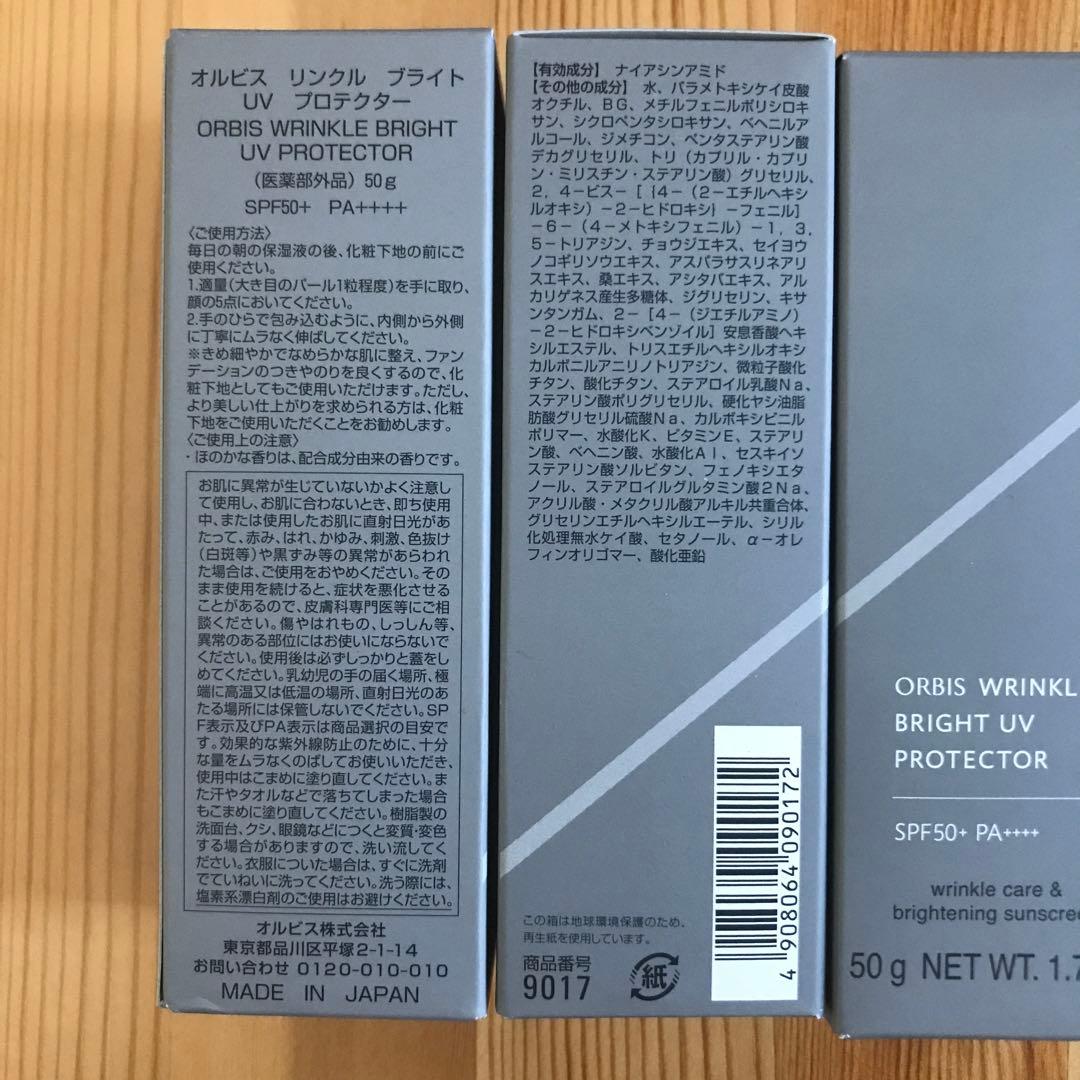 オルビス リンクル ブライト
UV プロテクター
ORBIS WRINKLE BRIGHT
UV PROTECTOR
(医薬部外品) 50g
SPF50+ PA++++
〈ご使用方法〉
毎日の朝の保湿液の後、化粧下地の前にご
使用ください。
1.適量(大き目のパール1粒程度)を手に取り、
顔の5点においてください。
2.手のひらで包み込むように、内側から外側
に丁寧にムラなく伸ばしてください。
※きめ細やかでなめらかな肌に整え、ファン
デーションのつきやのりを良くするので、化
粧下地としてもご使用いただけます。ただし、
より美しい仕上がりを求められる方は、化粧
下地をご使用いただくことをお勧めします。
〈ご使用上の注意〉
・ほのかな香りは、配合成分由来の香りです。
お肌に異常が生じていないかよく注意し
て使用し、お肌に合わないとき、即ち使用
中、または使用したお肌に直射日光があ
たって、赤み、はれ、かゆみ、刺激、色抜け
(白斑等)や黒ずみ等の異常があらわれ
た場合は、ご使用をおやめください。その
まま使用を続けると、症状を悪化させる
ことがあるので、皮膚科専門医等にご相
談ください。傷やはれもの、しっしん等、
異常のある部位にはお使いにならないで
ください。使用後は必ずしっかりと蓋をし
めてください。乳幼児の手の届く場所、極
端に高温又は低温の場所、直射日光のあ
たる場所には保管しないでください。SP
F表示及びPA表示は商品選択の目安で
す。効果的な紫外線防止のために、十分
な量をムラなくのばしてお使いいただき、
使用中はこまめに塗り直してください。ま
た汗やタオルなどで落ちてしまった場合
もこまめに塗り直してください。樹脂製の
洗面台、クシ、眼鏡などにつくと変質・変色
する場合がありますので、洗い流してく
ださい。衣服についた場合は、すぐに洗剤
でていねいに洗ってください。洗う際には、
塩素系漂白剤のご使用はお避けください。
オルビス株式会社
東京都品川区平塚2-1-14
お問い合わせ 0120-010-010
MADE IN JAPAN
【有効成分】 ナイアシンアミド
【その他の成分】 水、パラメトキシケイ皮酸
オクチル、BG、メチルフェニルポリシロキ
サン、シクロペンタシロキサン、ベヘニルア
ルコール、ジメチコン、ペンタステアリン酸
デカグリセリル、トリ(カプリル・カプリ
ン・ミリスチン・ステアリン酸)グリセリル、
2,4-ビス-[{4-(2-エチルヘキシ
ルオキシ)-2-ヒドロキシ}-フェニル]
-6-(4-メトキシフェニル)-1,3,
5-トリアジン、チョウジエキス、セイヨウ
ノコギリソウエキス、アスパラサスリネアリ
スエキス、桑エキス、アシタバエキス、アル
カリゲネス産生多糖体、ジグリセリン、キサ
ンタンガム、2-[4-(ジエチルアミノ)
-2-ヒドロキシベンゾイル]安息香酸ヘキ
シルエステル、トリスエチルヘキシルオキシ
カルボニルアニリノトリアジン、微粒子酸化
チタン、酸化チタン、ステアロイル乳酸Na、
ステアリン酸ポリグリセリル、硬化ヤシ油脂
肪酸グリセリル硫酸Na、カルボキシビニル
ポリマー、水酸化K、ビタミンE、ステアリ
ン酸、ベヘニン酸、水酸化Al、セスキイソ
ステアリン酸ソルビタン、フェノキシエタ
ノール、ステアロイルグルタミン酸2Na、
アクリル酸・メタクリル酸アルキル共重合体、
グリセリンエチルヘキシルエーテル、シリル
化処理無水ケイ酸、セタノール、α-オレ
フィンオリゴマー、酸化亜鉛
この箱は地球環境保護のため、
再生紙を使用しています。
商品番号
9017
紙
4 908064 090172
ORBIS WRINKL
BRIGHT UV
PROTECTOR
SPF50+ PA++++
wrinkle care &
brightening sunscre
50 g NET WT. 1.7